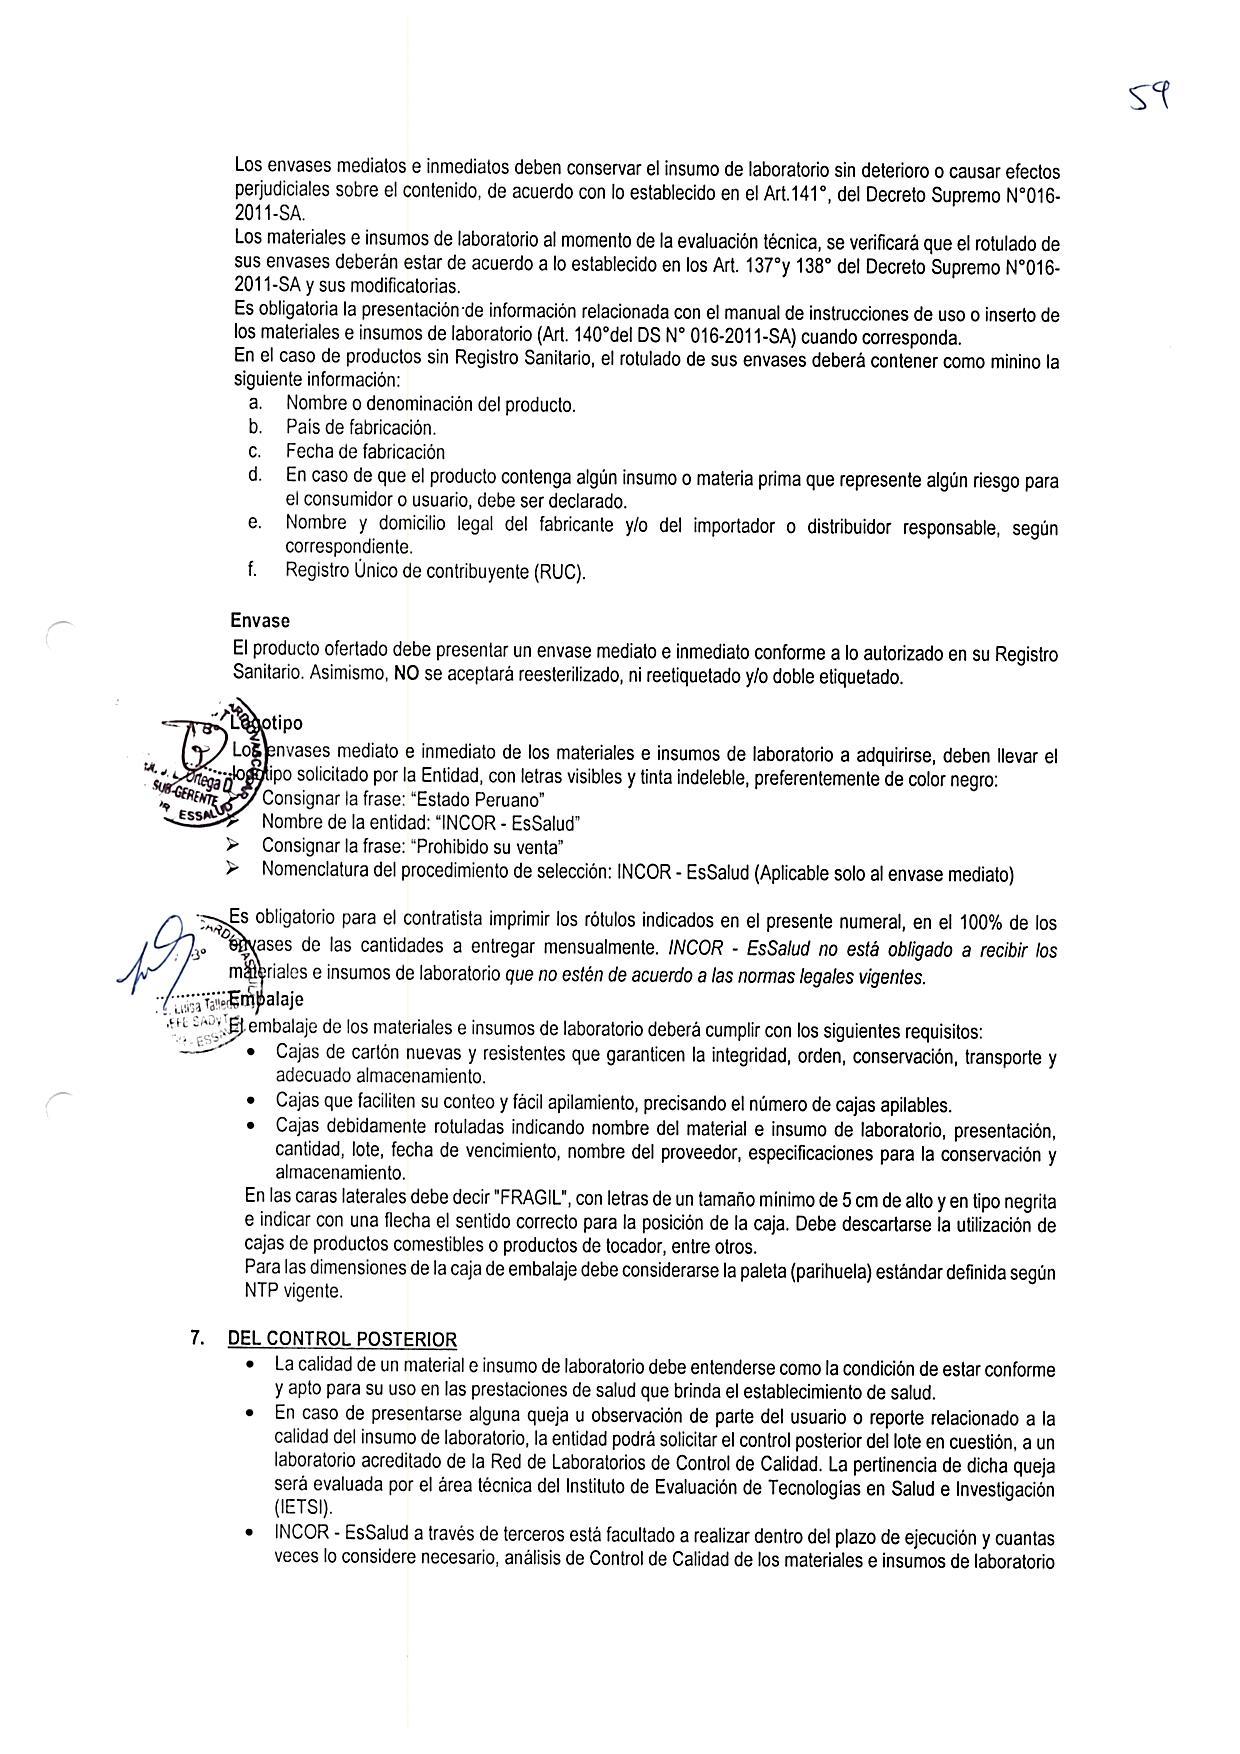 59
Los envases mediatos e inmediatos deben conservar el insumo de laboratorio sin deterioro o causar efectos
perjudiciales sobre el contenido, de acuerdo con lo establecido en el Art.141°, del Decreto Supremo N°016-
2011-SA.
Los materiales e insumos de laboratorio al momento de la evaluación técnica, se verificará que el rotulado de
sus envases deberán estar de acuerdo a lo establecido en los Art. 137°y 138° del Decreto Supremo N°016-
2011-SA y sus modificatorias.
Es obligatoria la presentación de información relacionada con el manual de instrucciones de uso o inserto de
los materiales e insumos de laboratorio (Art. 140°del DS N° 016-2011-SA) cuando corresponda.
En el caso de productos sin Registro Sanitario, el rotulado de sus envases deberá contener como minino la
siguiente información:
a. Nombre o denominación del producto.
b. País de fabricación.
c. Fecha de fabricación
d. En caso de que el producto contenga algún insumo o materia prima que represente algún riesgo para
el consumidor o usuario, debe ser declarado.
e. Nombre y domicilio legal del fabricante y/o del importador o distribuidor responsable, según
correspondiente.
f. Registro Único de contribuyente (RUC).
Envase
El producto ofertado debe presentar un envase mediato e inmediato conforme a lo autorizado en su Registro
Sanitario. Asimismo, NO se aceptará reesterilizado, ni reetiquetado y/o doble etiquetado.
Logotipo
Los envases mediato e inmediato de los materiales e insumos de laboratorio a adquirirse, deben llevar el
logotipo solicitado por la Entidad, con letras visibles y tinta indeleble, preferentemente de color negro:
Ortega D
SUB-GERENTE
ESSALUD
➢ Consignar la frase: “Estado Peruano”
➢ Nombre de la entidad: “INCOR - EsSalud”
➢ Consignar la frase: “Prohibido su venta”
➢ Nomenclatura del procedimiento de selección: INCOR - EsSalud (Aplicable solo al envase mediato)
Es obligatorio para el contratista imprimir los rótulos indicados en el presente numeral, en el 100% de los
envases de las cantidades a entregar mensualmente. INCOR - EsSalud no está obligado a recibir los
materiales e insumos de laboratorio que no estén de acuerdo a las normas legales vigentes.
Embalaje
El embalaje de los materiales e insumos de laboratorio deberá cumplir con los siguientes requisitos:
• Cajas de cartón nuevas y resistentes que garanticen la integridad, orden, conservación, transporte y
adecuado almacenamiento.
• Cajas que faciliten su conteo y fácil apilamiento, precisando el número de cajas apilables.
• Cajas debidamente rotuladas indicando nombre del material e insumo de laboratorio, presentación,
cantidad, lote, fecha de vencimiento, nombre del proveedor, especificaciones para la conservación y
almacenamiento.
En las caras laterales debe decir "FRAGIL", con letras de un tamaño mínimo de 5 cm de alto y en tipo negrita
e indicar con una flecha el sentido correcto para la posición de la caja. Debe descartarse la utilización de
cajas de productos comestibles o productos de tocador, entre otros.
Para las dimensiones de la caja de embalaje debe considerarse la paleta (parihuela) estándar definida según
NTP vigente.
7. DEL CONTROL POSTERIOR
• La calidad de un material e insumo de laboratorio debe entenderse como la condición de estar conforme
y apto para su uso en las prestaciones de salud que brinda el establecimiento de salud.
• En caso de presentarse alguna queja u observación de parte del usuario o reporte relacionado a la
calidad del insumo de laboratorio, la entidad podrá solicitar el control posterior del lote en cuestión, a un
laboratorio acreditado de la Red de Laboratorios de Control de Calidad. La pertinencia de dicha queja
será evaluada por el área técnica del Instituto de Evaluación de Tecnologías en Salud e Investigación
(IETSI).
• INCOR - EsSalud a través de terceros está facultado a realizar dentro del plazo de ejecución y cuantas
veces lo considere necesario, análisis de Control de Calidad de los materiales e insumos de laboratorio